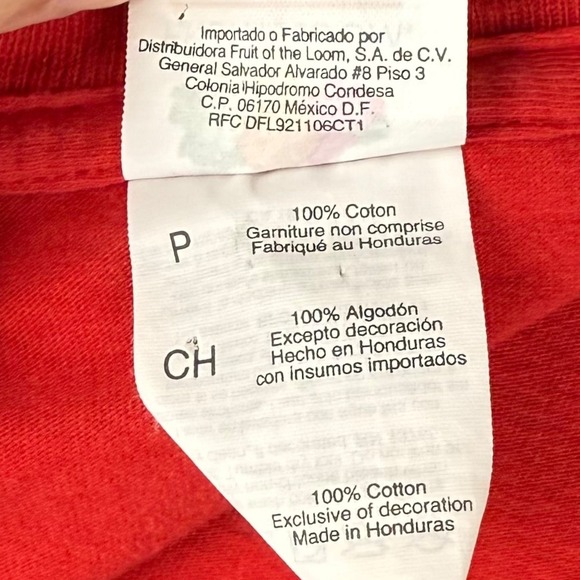 Importado o Fabricado por
Distribuidora Fruit of the Loom, S.A. de C.V.
General Salvador Alvarado #8 Piso 3
Colonia Hipodromo Condesa
C.P. 06170 México D.F.
RFC DFL921106CT1
P
100% Coton
Garniture non comprise
Fabriqué au Honduras
CH
100% Algodón
Excepto decoración
Hecho en Honduras
con insumos importados
100% Cotton
Exclusive of decoration
Made in Honduras